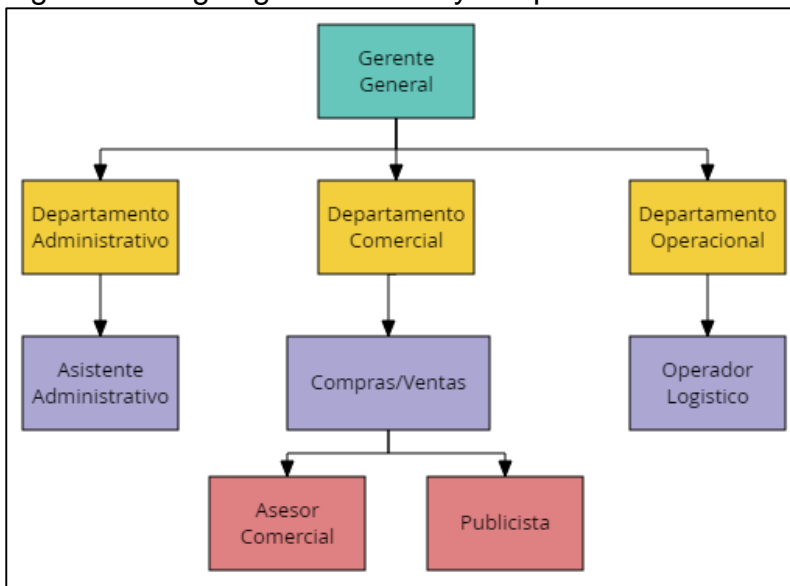 Gerente
General
Departamento
Administrativo
Departamento
Comercial
Departamento
Operacional
Asistente
Administrativo
Compras/Ventas
Operador
Logistico
Asesor
Comercial
Publicista